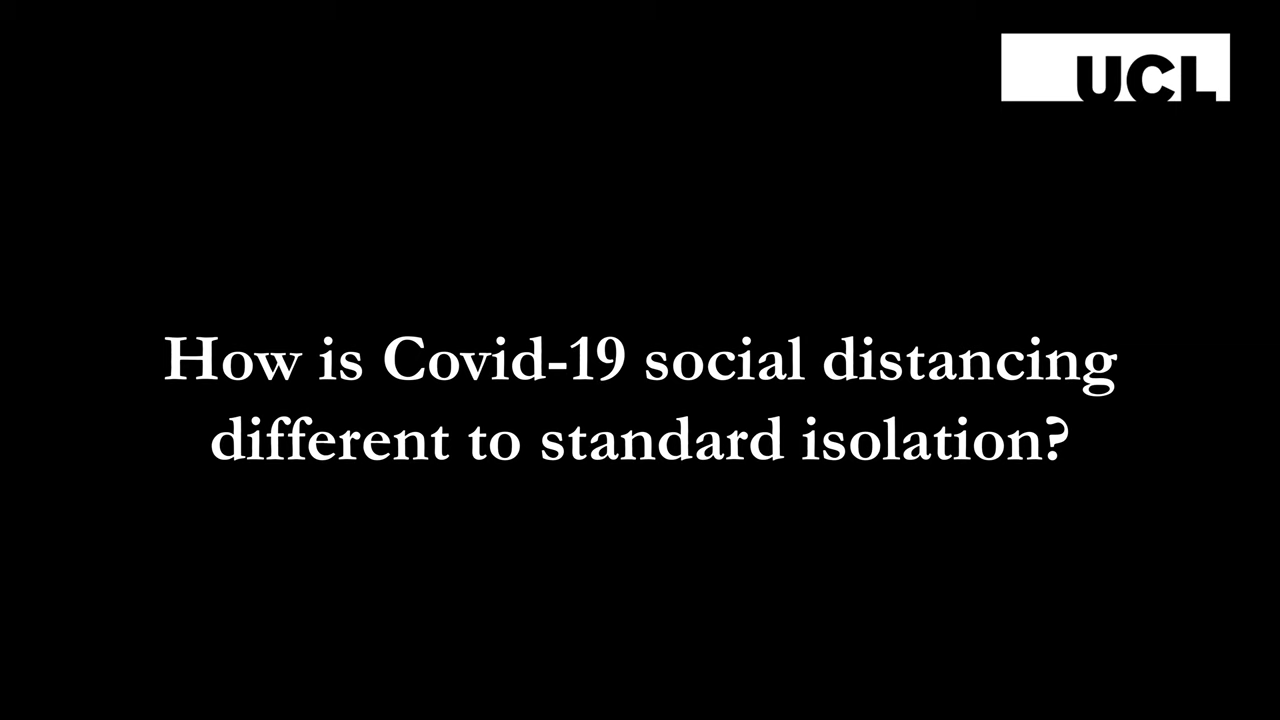 UCL
How is Covid-19 social distancing
different to standard isolation?